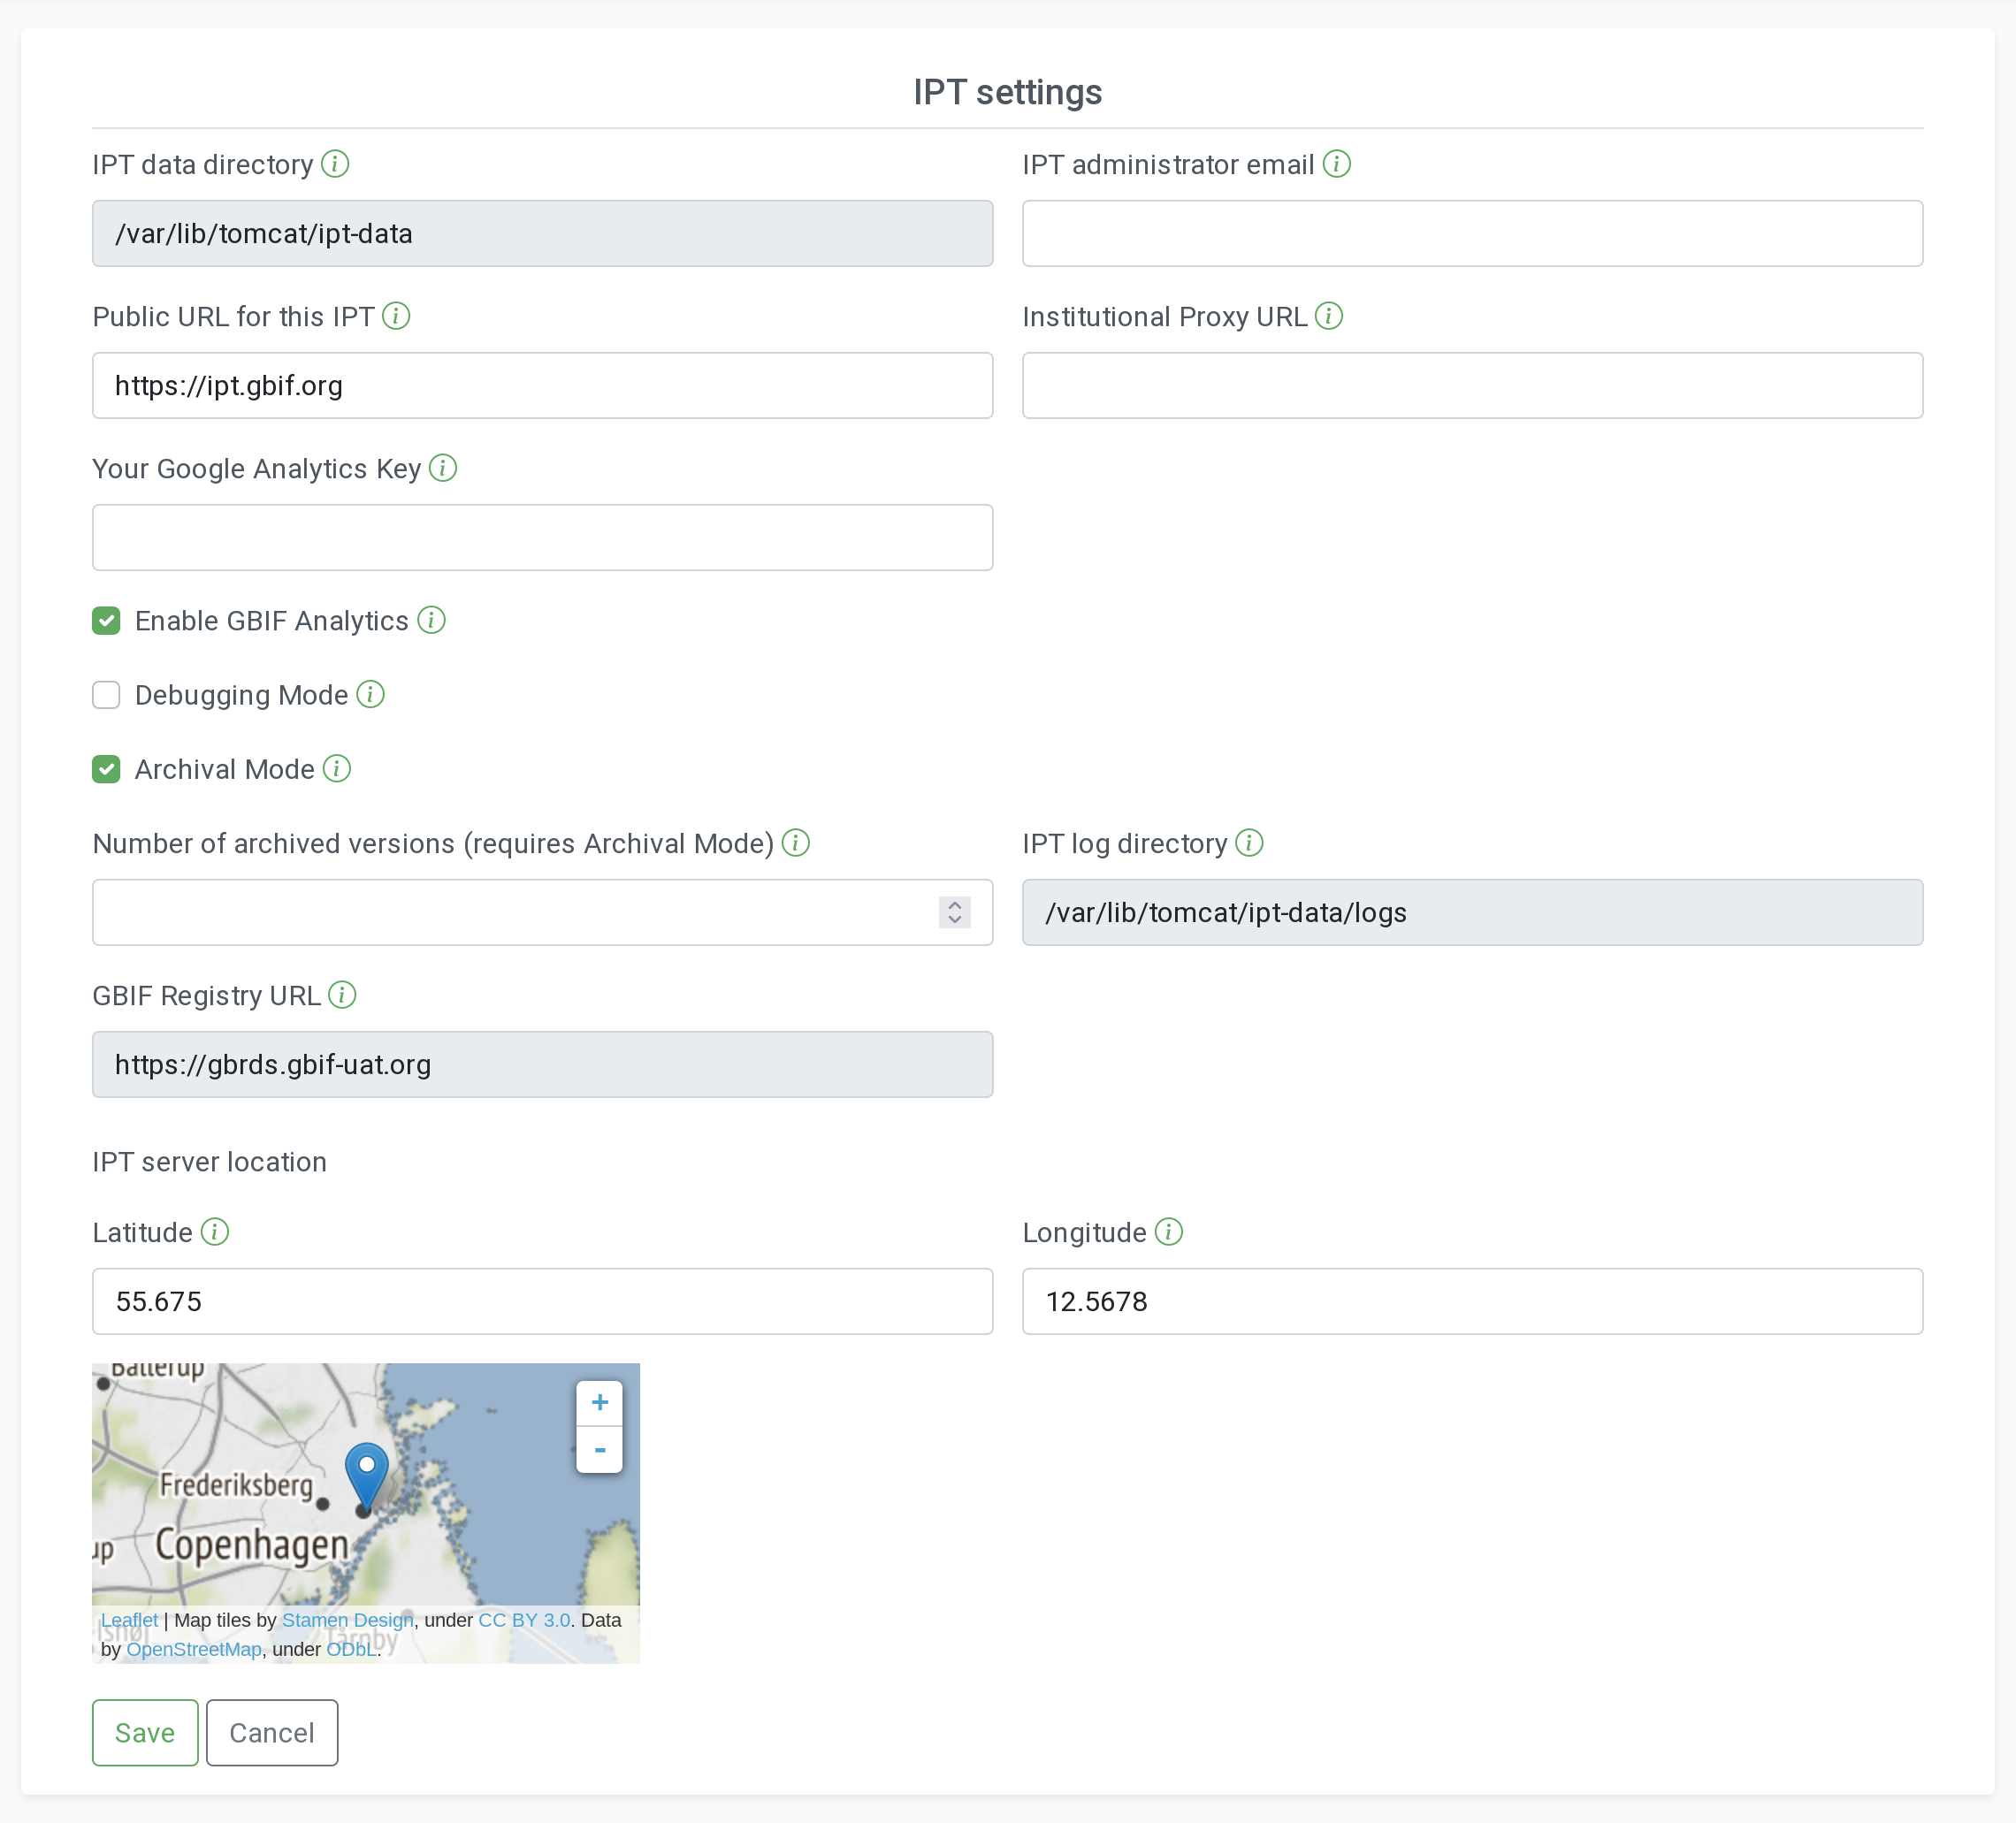 IPT settings
IPT data directory
IPT administrator email
/var/lib/tomcat/ipt-data
Public URL for this IPT
Institutional Proxy URL
https://ipt.gbif.org
Your Google Analytics Key
Enable GBIF Analytics
Debugging Mode
Archival Mode
Number of archived versions (requires Archival Mode)
IPT log directory
/var/lib/tomcat/ipt-data/logs
GBIF Registry URL
https://gbrds.gbif-uat.org
IPT server location
Latitude
Longitude
55.675
12.5678
Ballerup
+
-
Frederiksberg
Copenhagen
up
Leaflet | Map tiles by Stamen Design, under CC BY 3.0. Data
by OpenStreetMap, under ODbL.
Tårnby
Save
Cancel